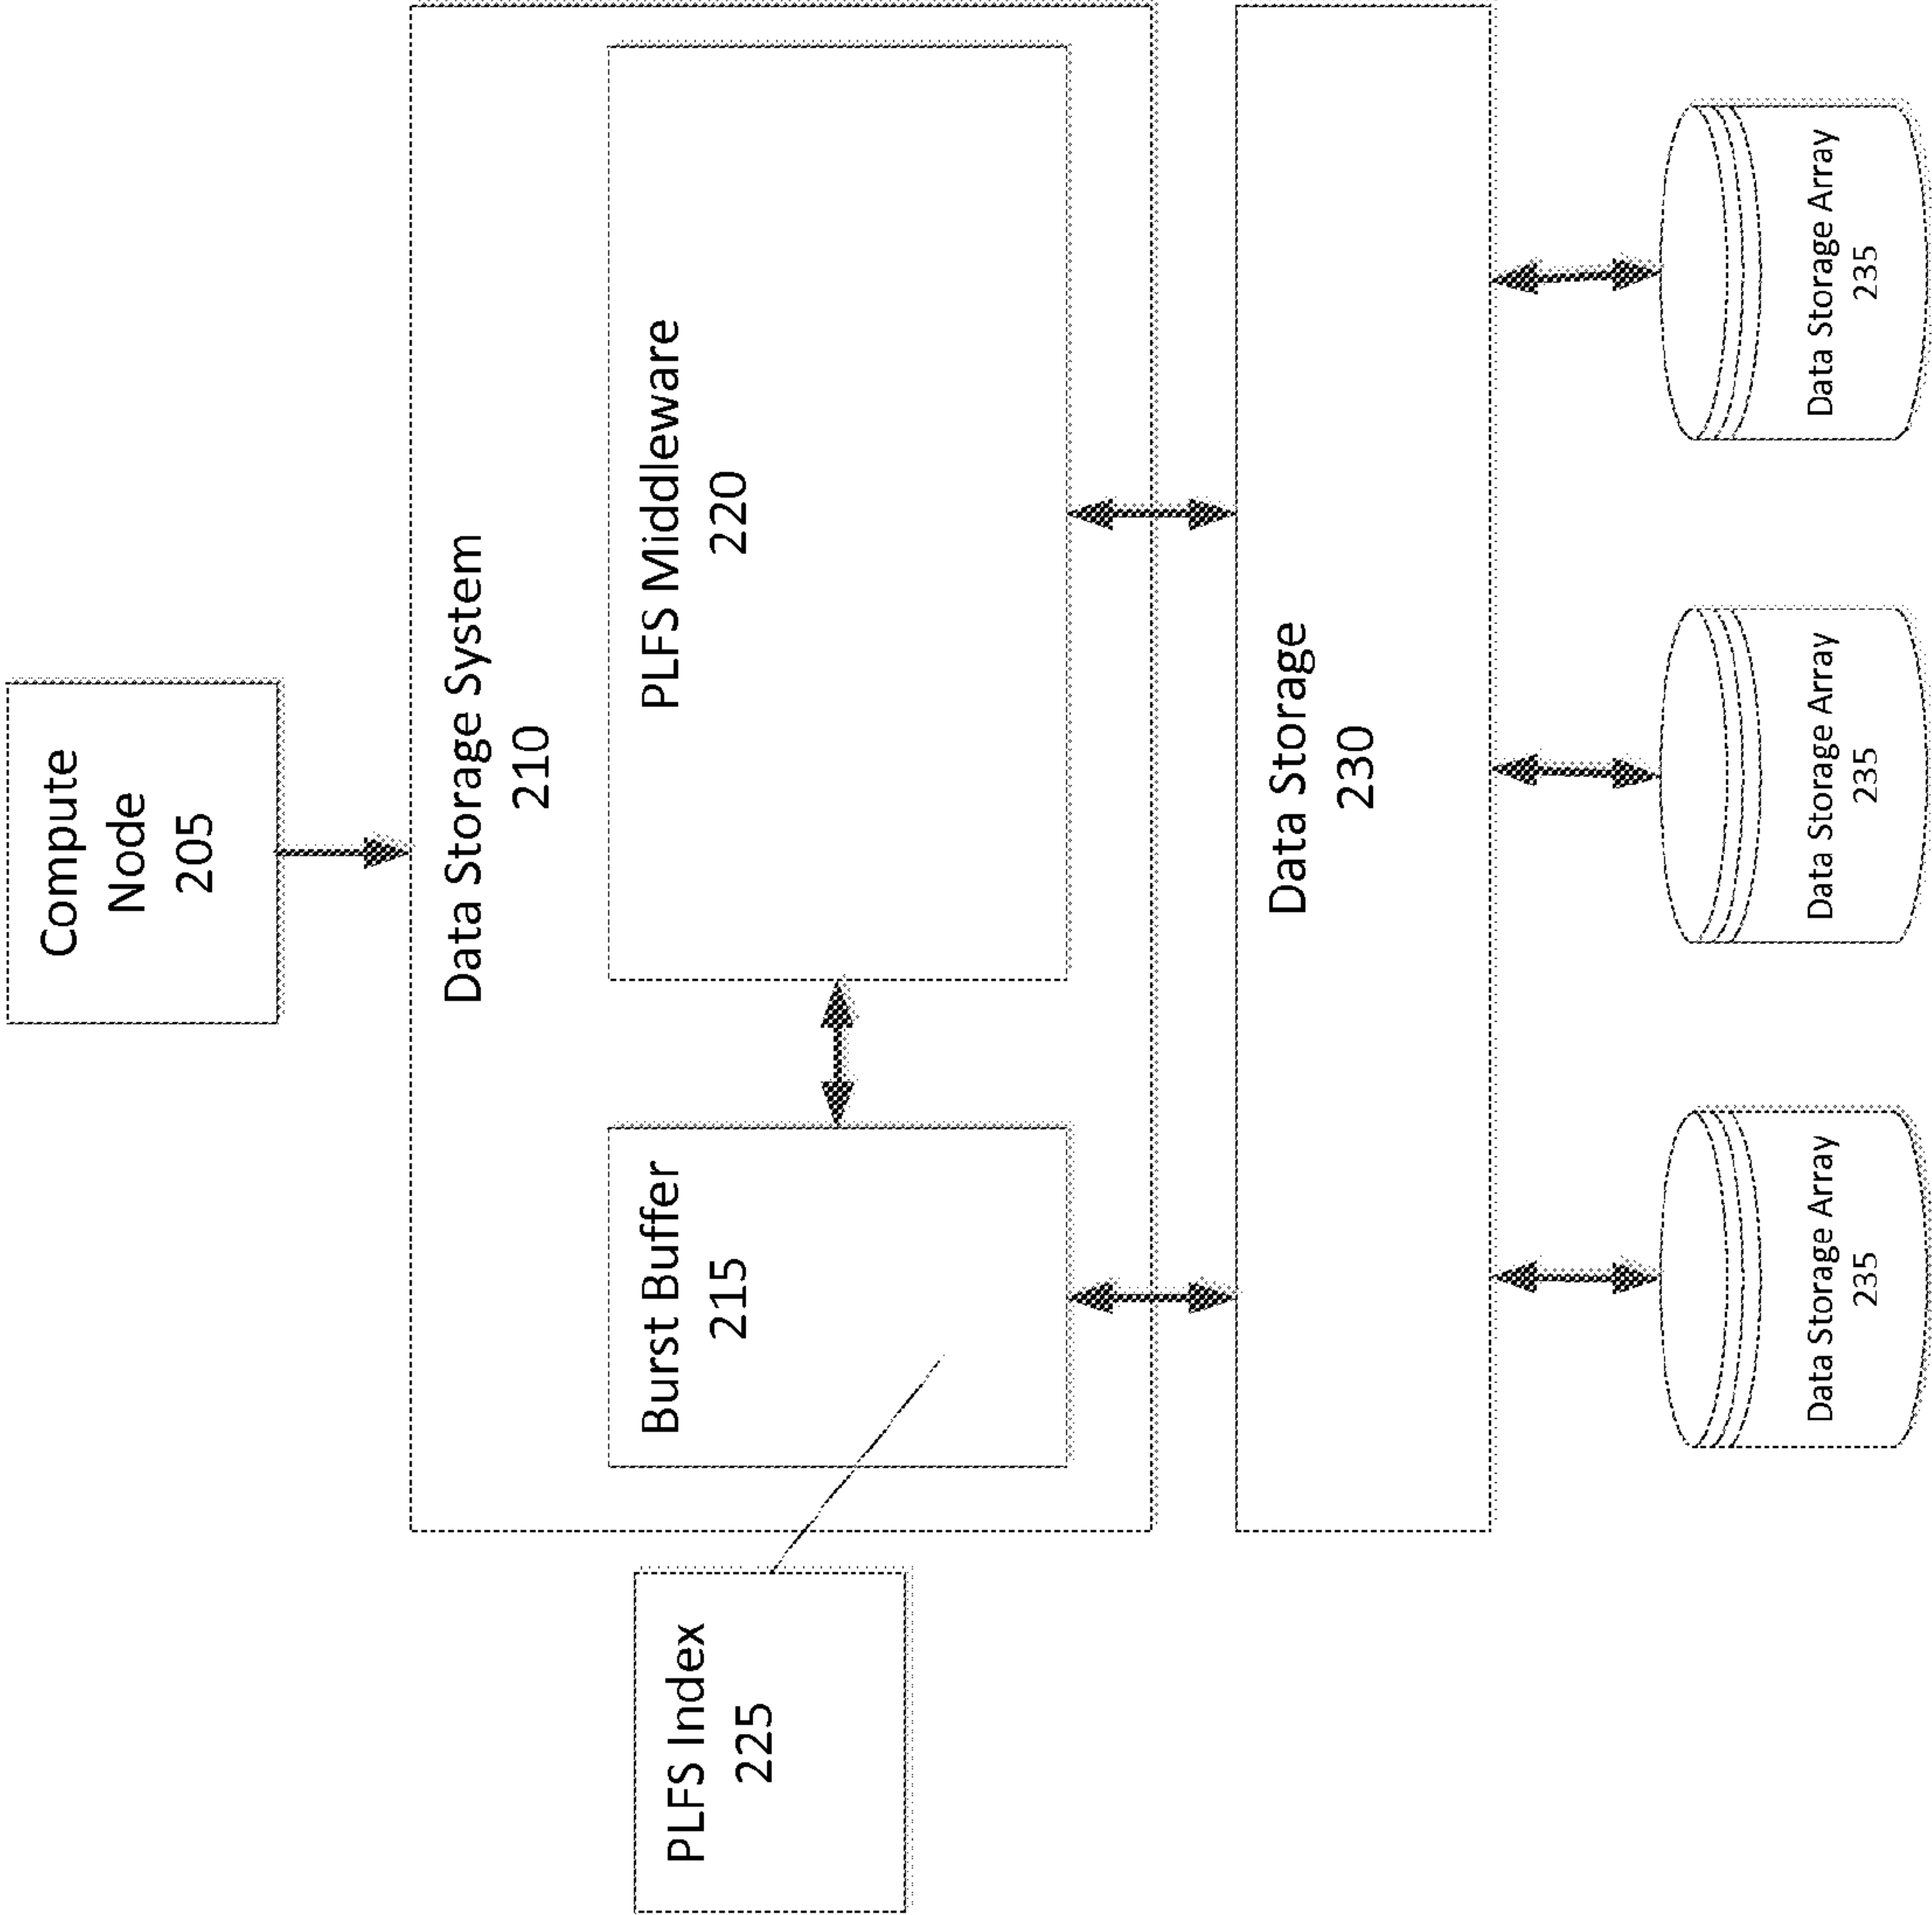 Compute
Node
205
Data Storage System
210
PLFS Index
225
Burst Buffer
215
PLFS Middleware
220
Data Storage
230
Data Storage Array
235
Data Storage Array
235
Data Storage Array
235